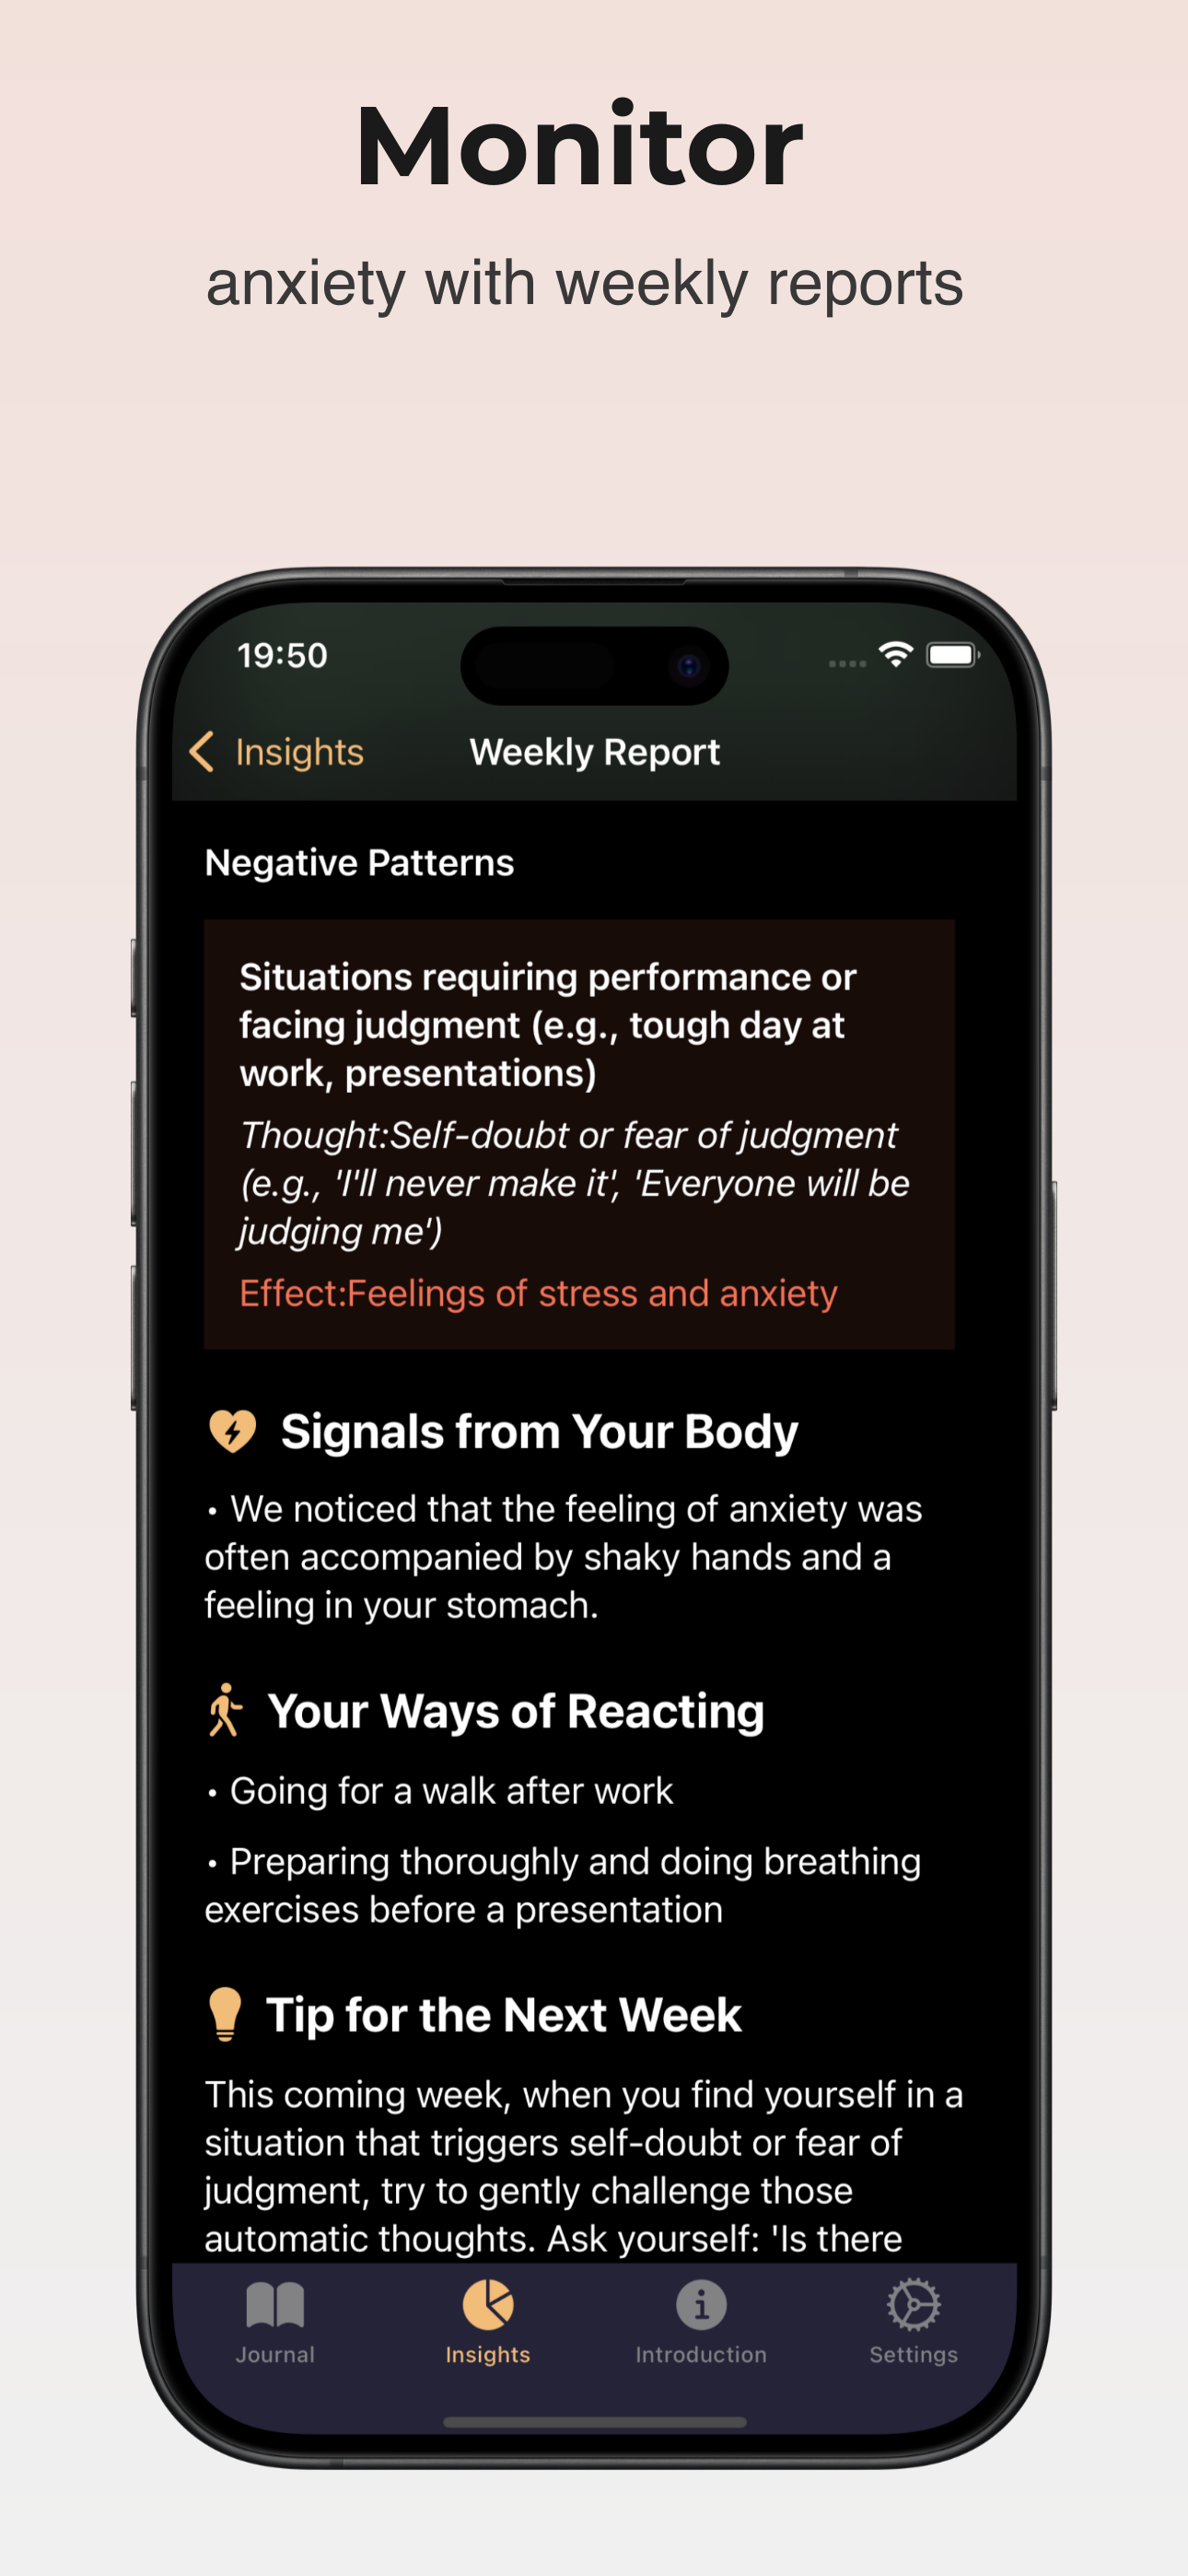 Monitor
anxiety with weekly reports
19:50
Insights
Weekly Report
Negative Patterns
Situations requiring performance or
facing judgment (e.g., tough day at
work, presentations)
Thought:Self-doubt or fear of judgment
(e.g., 'I'll never make it', 'Everyone will be
judging me')
Effect:Feelings of stress and anxiety
Signals from Your Body
• We noticed that the feeling of anxiety was
often accompanied by shaky hands and a
feeling in your stomach.
Your Ways of Reacting
• Going for a walk after work
• Preparing thoroughly and doing breathing
exercises before a presentation
Tip for the Next Week
This coming week, when you find yourself in a
situation that triggers self-doubt or fear of
judgment, try to gently challenge those
automatic thoughts. Ask yourself: 'Is there
Journal
Insights
Introduction
Settings